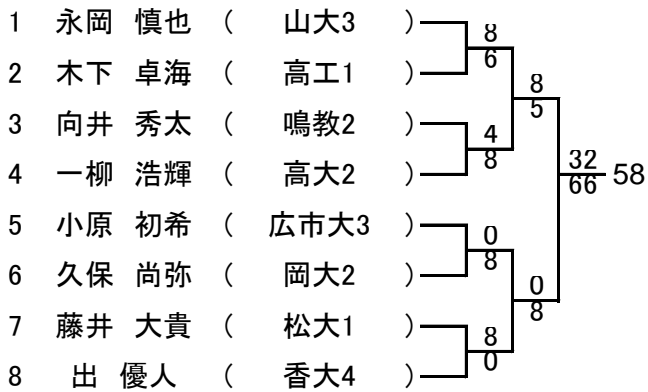 1 永岡 慎也 ( 山大3 )
8
6
2 木下 卓海 ( 高工1 )
8
5
3 向井 秀太 ( 鳴教2 )
4
8
4 一柳 浩輝 ( 高大2 )
32
66 58
5 小原 初希 ( 広市大3 )
0
8
6 久保 尚弥 ( 岡大2 )
0
8
7 藤井 大貴 ( 松大1 )
8
0
8 出 優人 ( 香大4 )